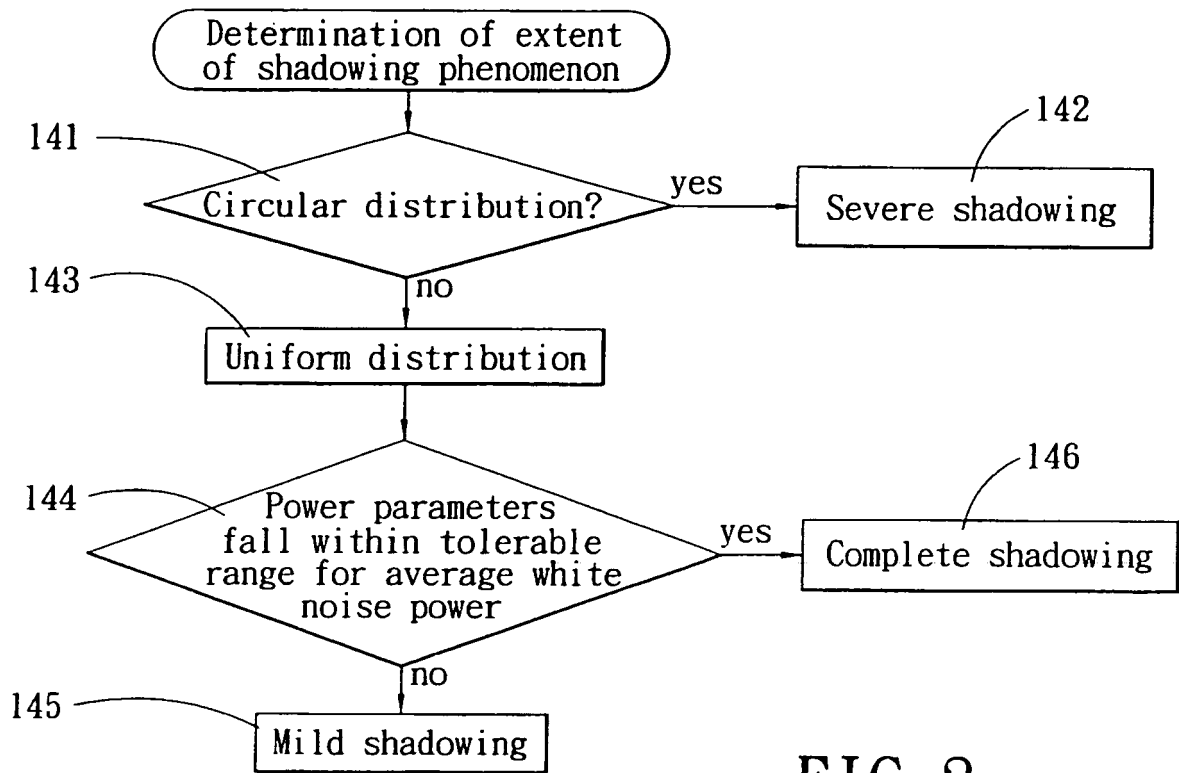 Determination of extent
of shadowing phenomenon
141
142
Circular distribution?
yes
Severe shadowing
no
143
Uniform distribution
144
146
Power parameters
fall within tolerable
range for average white
noise power
yes
Complete shadowing
no
145
Mild shadowing